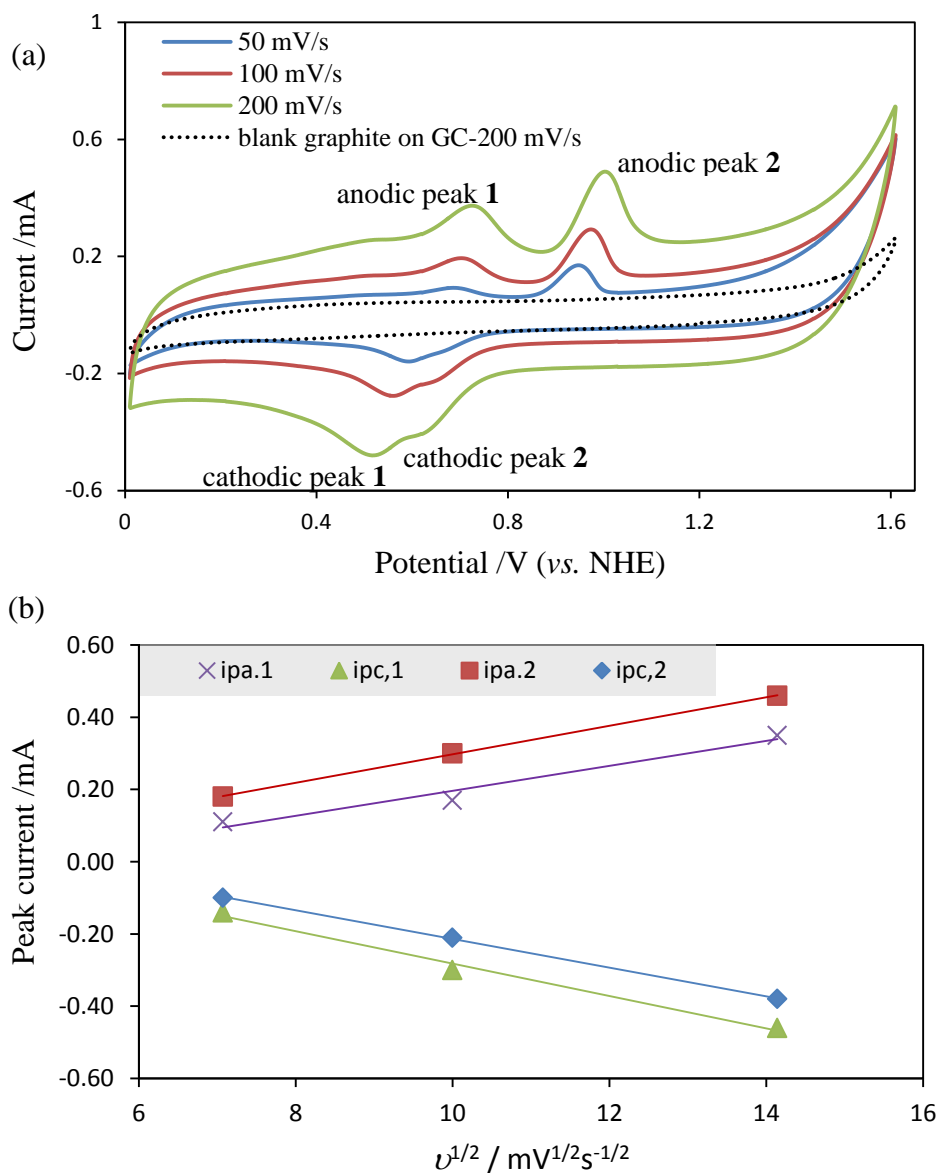 (a)
1
0.6
0.2
-0.2
-0.6
Current /mA
50 mV/s
100 mV/s
200 mV/s
blank graphite on GC-200 mV/s
anodic peak 1
anodic peak 2
cathodic peak 1
cathodic peak 2
0 0.4 0.8 1.2 1.6
Potential /V (vs. NHE)
(b)
0.60
0.40
0.20
0.00
-0.20
-0.40
-0.60
Peak current /mA
ipa.1 ipc,1 ipa.2 ipc,2
6 8 10 12 14 16
υ1/2 / mV1/2s-1/2